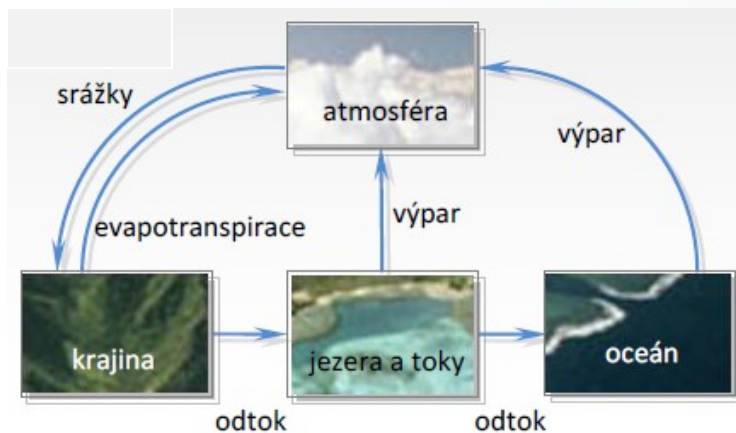 srážky
atmosféra
výpar
evapotranspirace
výpar
krajina
jezera a toky
oceán
odtok
odtok